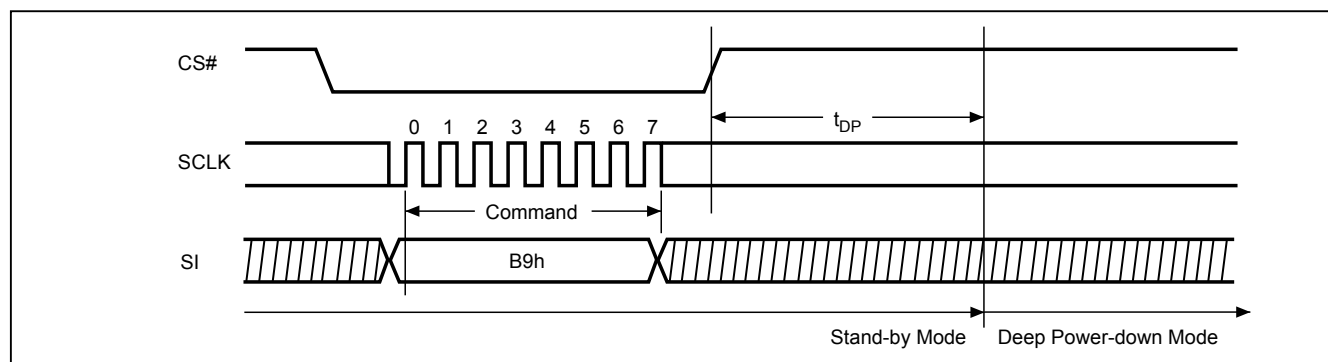 CS#
tDP
0 1 2 3 4 5 6 7
SCLK
Command
SI
B9h
Stand-by Mode Deep Power-down Mode